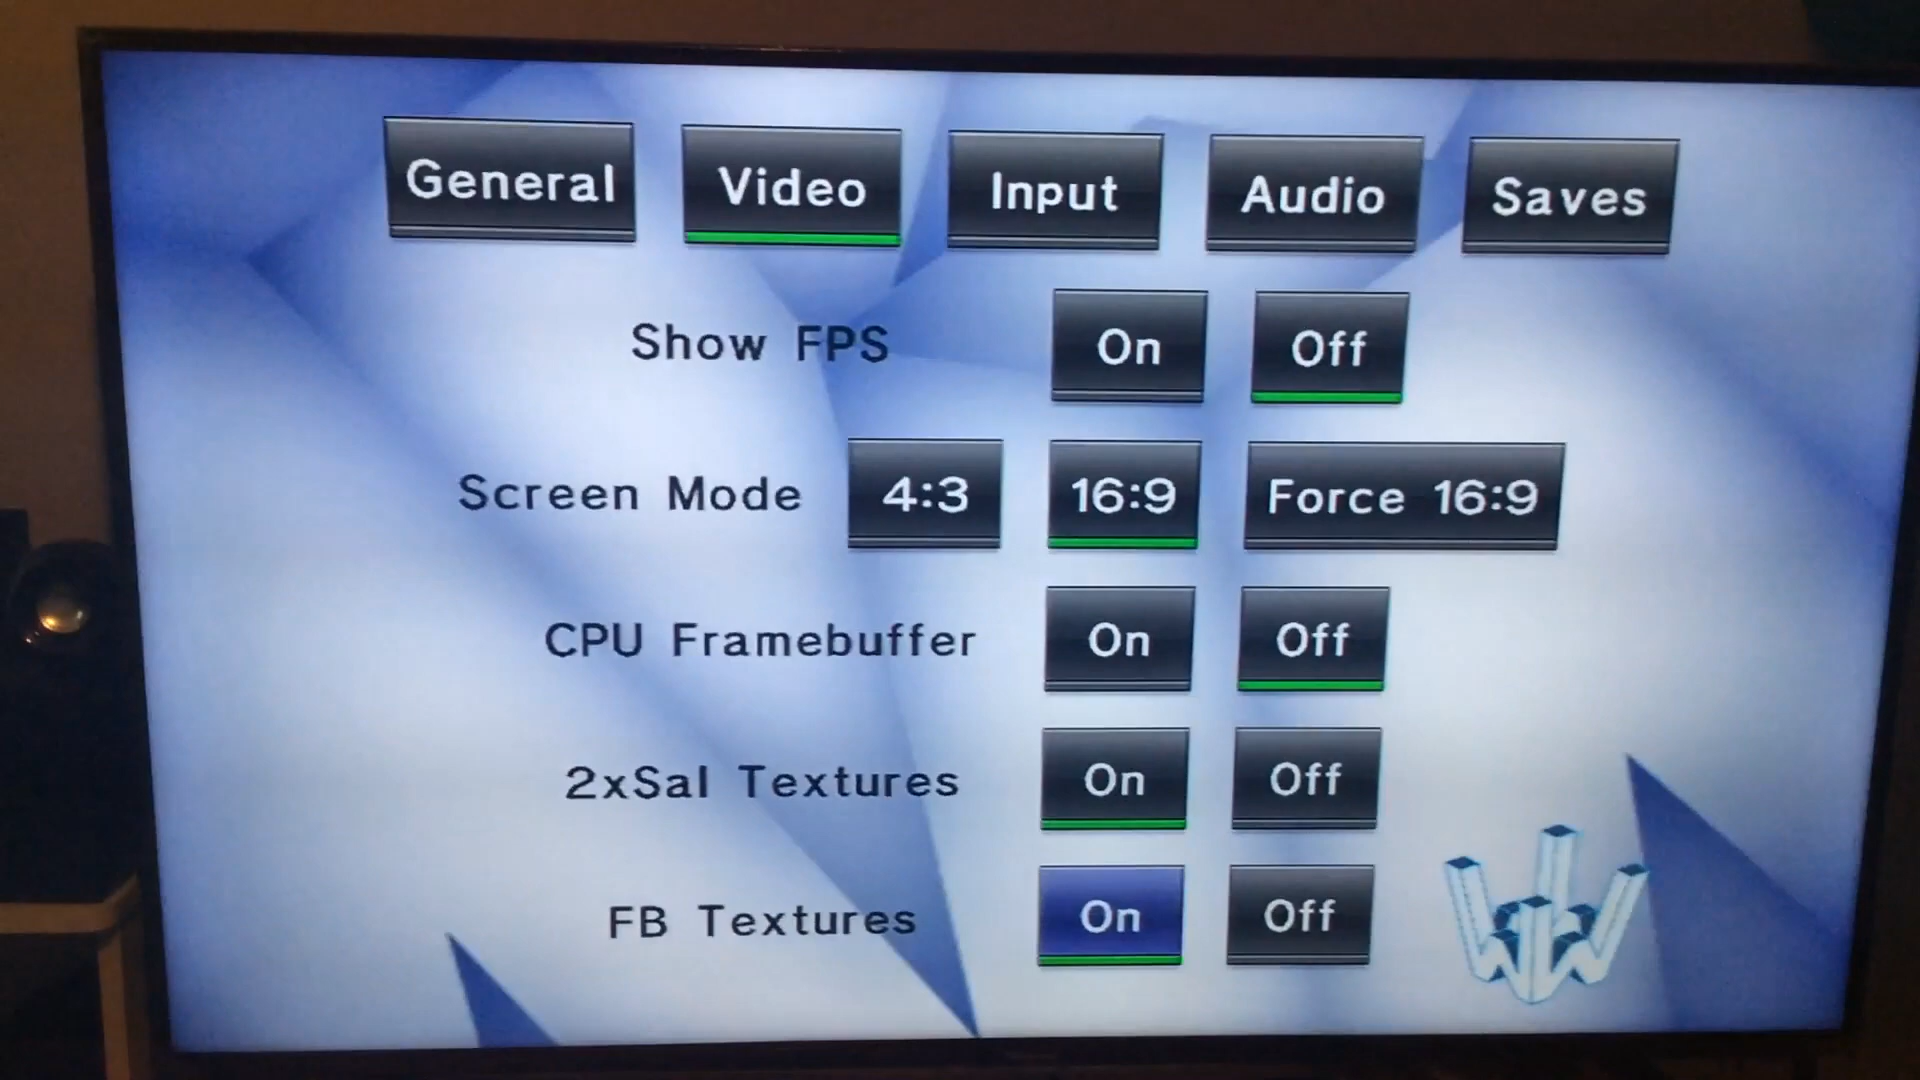 General Video Input Audio Saves
Show FPS On Off
Screen Mode 4:3 16:9 Force 16:9
CPU Framebuffer On Off
2xSaI Textures On Off
FB Textures On Off